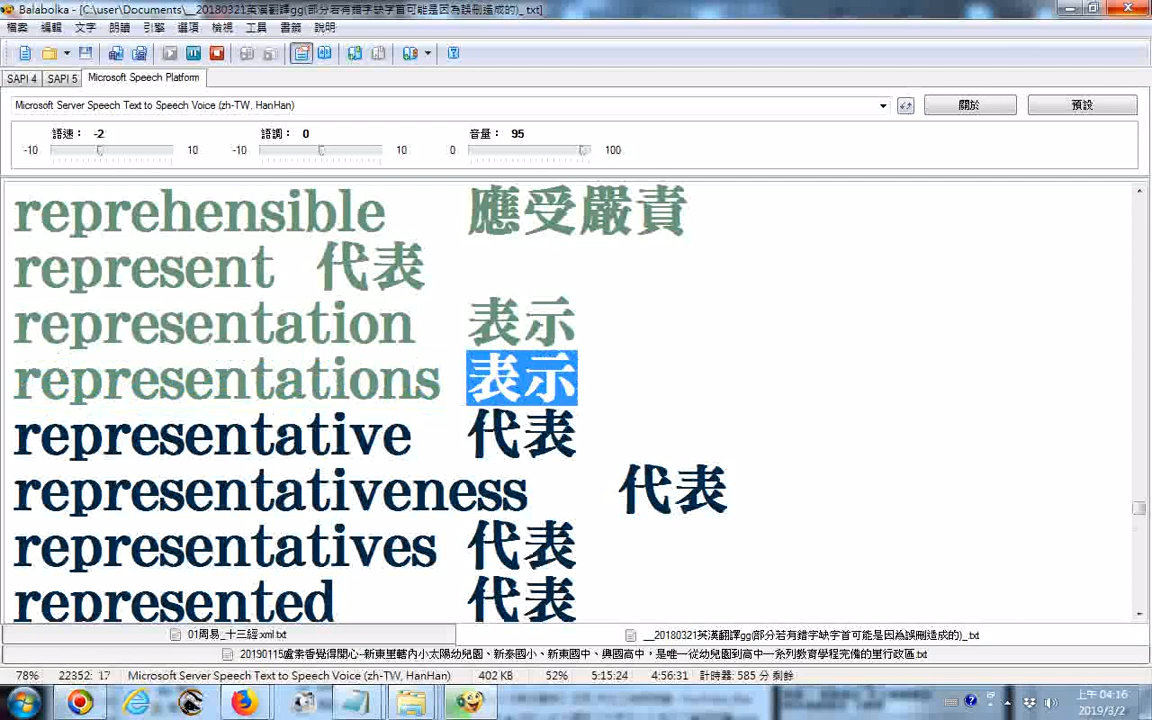 Balabolka - [C:\user\Documents\__20180321英漢翻譯gg(部分若有錯字缺字首可能是因為誤刪造成的)_.txt]
檔案 編輯 文字 朗讀 引擎 選項 檢視 工具 書籤 說明
SAPI 4 SAPI 5 Microsoft Speech Platform
Microsoft Server Speech Text to Speech Voice (zh-TW, HanHan) 關於 預設
語速： -2 語調： 0 音量： 95
-10 10 -10 10 0 100
reprehensible 應受嚴責
represent 代表
representation 表示
representations 表示
representative 代表
representativeness 代表
representatives 代表
represented 代表
01周易_十三經.xml.txt __20180321英漢翻譯gg(部分若有錯字缺字首可能是因為誤刪造成的)_.txt
20190115盧素香覺得開心-新東里轄內小太陽幼兒園、新泰國小、新東國中、興國高中，是唯一從幼兒園到高中一系列教育學程完備的里行政區.txt
78% 22352: 17 Microsoft Server Speech Text to Speech Voice (zh-TW, HanHan) 402 KB 52% 5:15:24 4:56:31 計時器: 585 分 剩餘
上午 04:16
2019/3/2